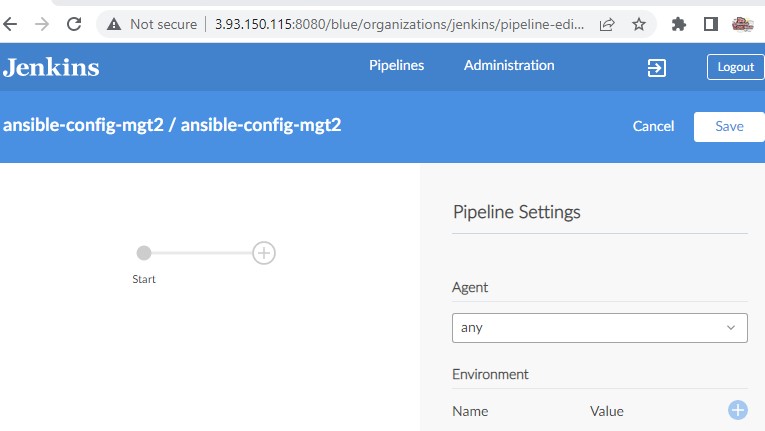 Not secure | 3.93.150.115:8080/blue/organizations/jenkins/pipeline-edi...
Jenkins Pipelines Administration Logout
ansible-config-mgt2 / ansible-config-mgt2 Cancel Save
Pipeline Settings
Start
Agent
any
Environment
Name Value